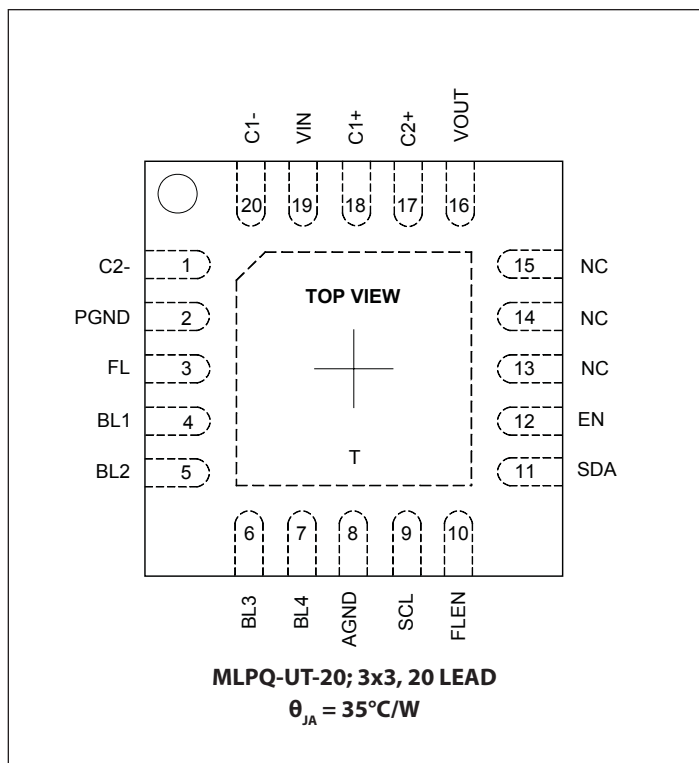 C1-
VIN
C1+
C2+
VOUT
20
19
18
17
16
C2- 1
15 NC
PGND 2
TOP VIEW
14 NC
FL 3
13 NC
BL1 4
12 EN
BL2 5
T
11 SDA
6
7
8
9
10
BL3
BL4
AGND
SCL
FLEN
MLPQ-UT-20; 3x3, 20 LEAD
θJA = 35°C/W